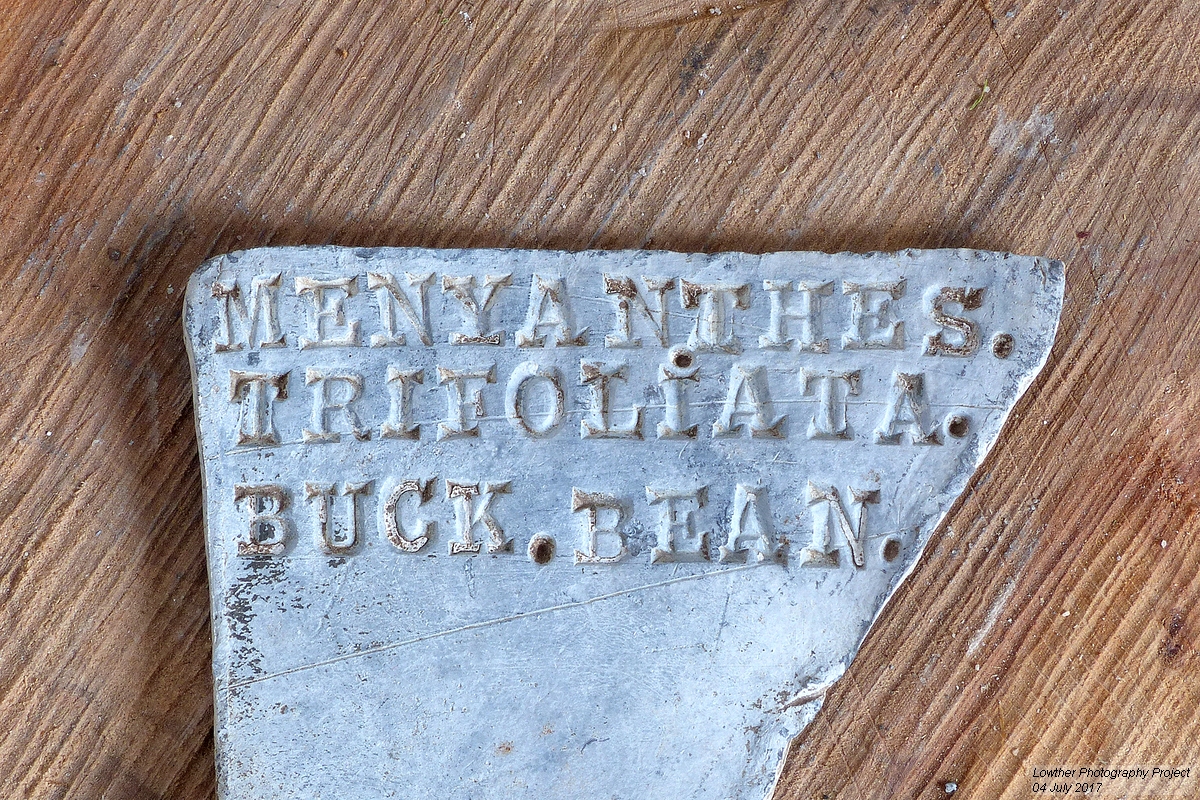 MENYANTHES.
TRIFOLIATA.
BUCK.BEAN.
Lowther Photography Project
04 July 2017